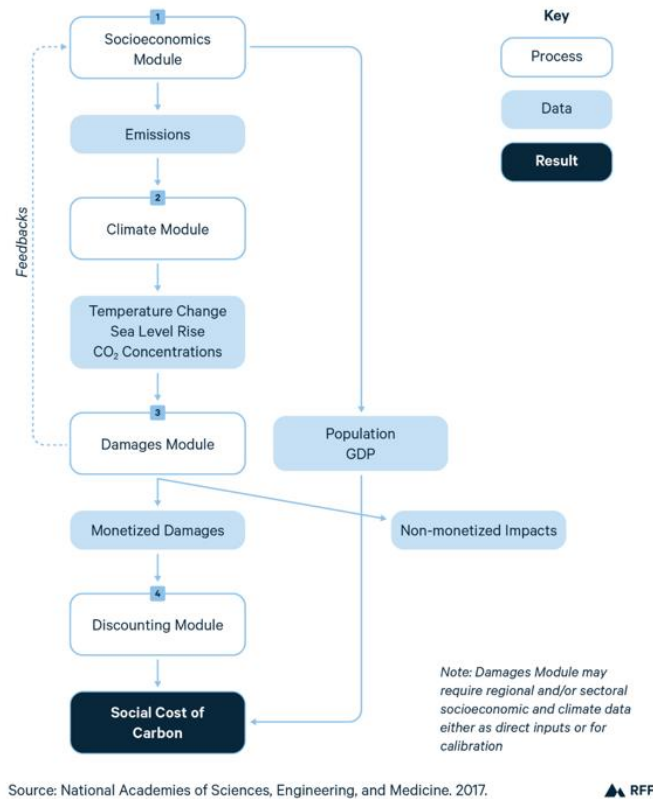 1
Socioeconomics
Module
Key
Process
Data
Result
Emissions
2
Climate Module
Feedbacks
Temperature Change
Sea Level Rise
CO₂ Concentrations
3
Damages Module
Population
GDP
Monetized Damages
Non-monetized Impacts
4
Discounting Module
Social Cost of
Carbon
Note: Damages Module may
require regional and/or sectoral
socioeconomic and climate data
either as direct inputs or for
calibration
Source: National Academies of Sciences, Engineering, and Medicine. 2017.
RFF